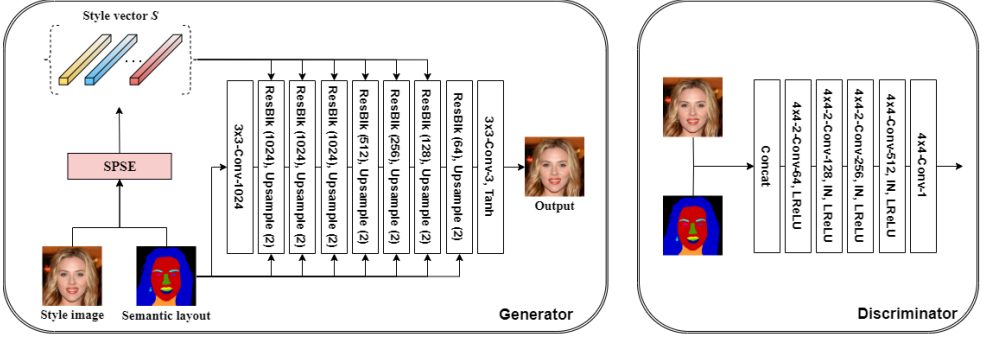 Style vector S
...
SPSE
Style image
Semantic layout
3x3-Conv-1024
ResBlk (1024), Upsample (2)
ResBlk (1024), Upsample (2)
ResBlk (1024), Upsample (2)
ResBlk (512), Upsample (2)
ResBlk (256), Upsample (2)
ResBlk (128), Upsample (2)
ResBlk (64), Upsample (2)
3x3-Conv-3, Tanh
Output
Generator
Concat
4x4-2-Conv-64, LReLU
4x4-2-Conv-128, IN, LReLU
4x4-2-Conv-256, IN, LReLU
4x4-Conv-512, IN, LReLU
4x4-Conv-1
Discriminator